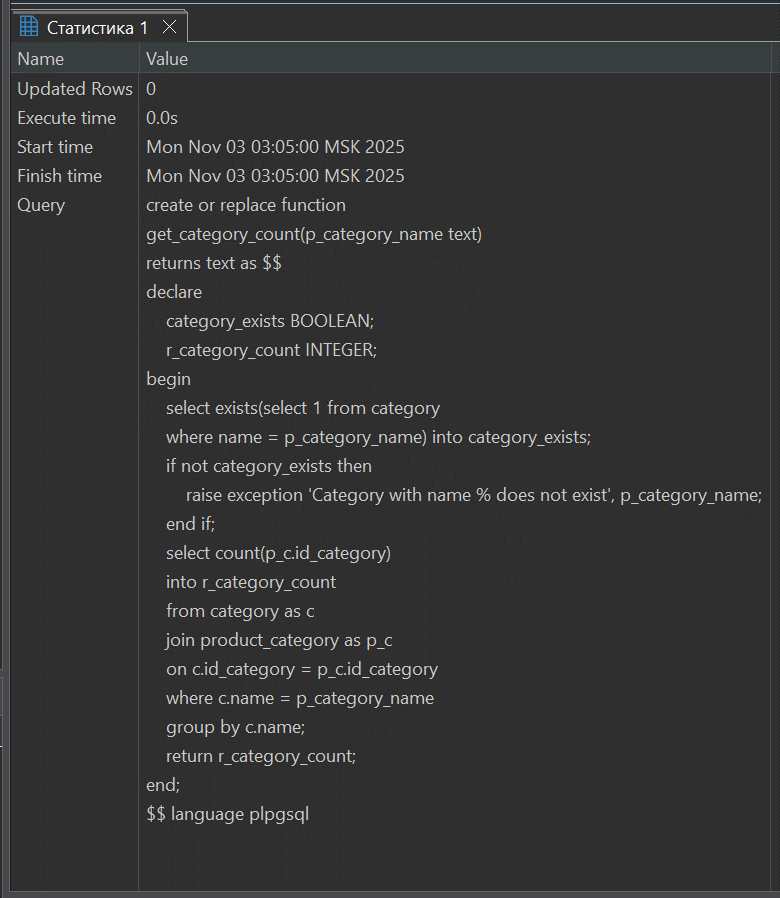 Статистика 1
Name Value
Updated Rows 0
Execute time 0.0s
Start time Mon Nov 03 03:05:00 MSK 2025
Finish time Mon Nov 03 03:05:00 MSK 2025
Query create or replace function
get_category_count(p_category_name text)
returns text as $$
declare
category_exists BOOLEAN;
r_category_count INTEGER;
begin
select exists(select 1 from category
where name = p_category_name) into category_exists;
if not category_exists then
raise exception 'Category with name % does not exist', p_category_name;
end if;
select count(p_c.id_category)
into r_category_count
from category as c
join product_category as p_c
on c.id_category = p_c.id_category
where c.name = p_category_name
group by c.name;
return r_category_count;
end;
$$ language plpgsql